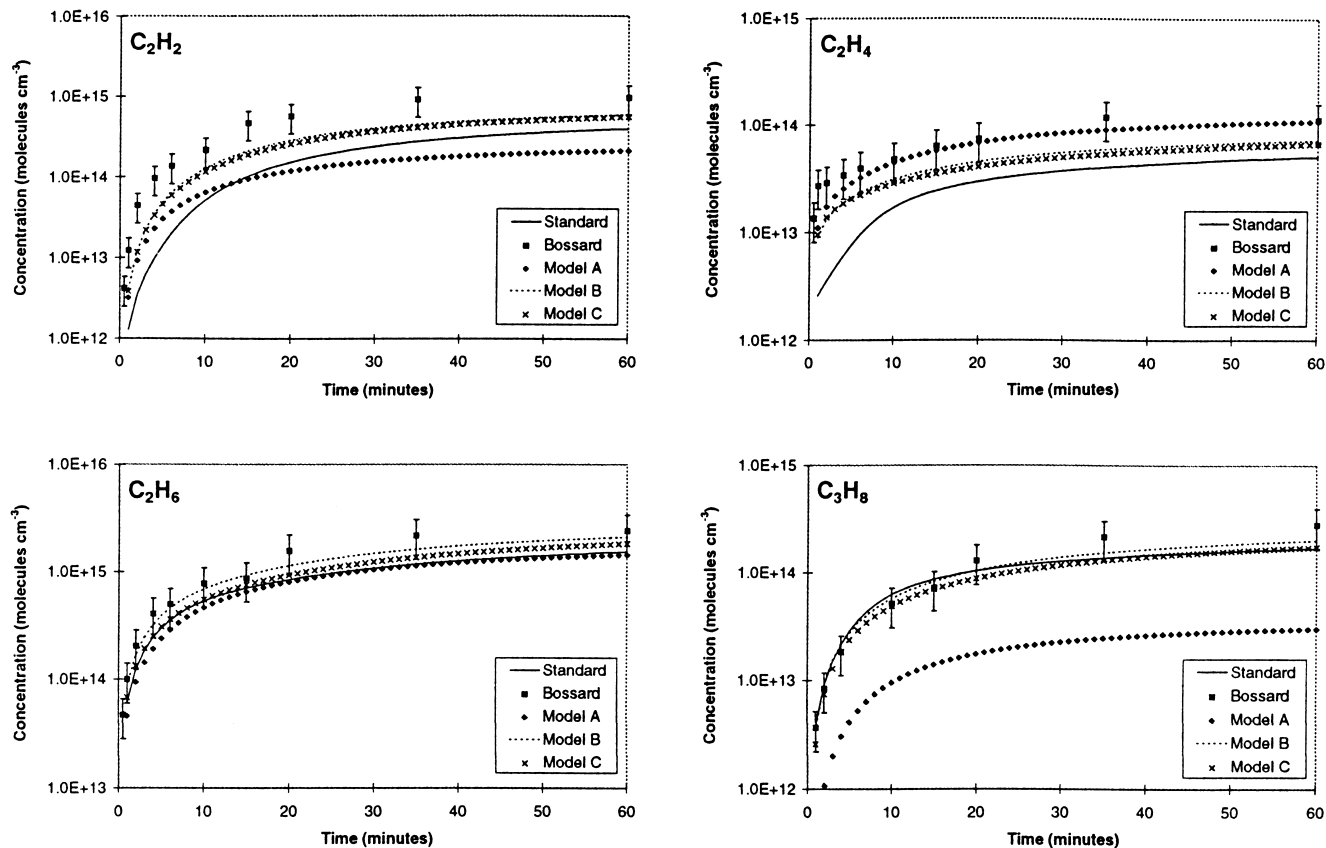 C₂H₂
Concentration (molecules cm⁻³)
1.0E+16
1.0E+15
1.0E+14
1.0E+13
1.0E+12
0 10 20 30 40 50 60
Time (minutes)
Standard
Bossard
Model A
Model B
Model C
C₂H₄
Concentration (molecules cm⁻³)
1.0E+15
1.0E+14
1.0E+13
1.0E+12
0 10 20 30 40 50 60
Time (minutes)
Standard
Bossard
Model A
Model B
Model C
C₂H₆
Concentration (molecules cm⁻³)
1.0E+16
1.0E+15
1.0E+14
1.0E+13
0 10 20 30 40 50 60
Time (minutes)
Standard
Bossard
Model A
Model B
Model C
C₃H₈
Concentration (molecules cm⁻³)
1.0E+15
1.0E+14
1.0E+13
1.0E+12
0 10 20 30 40 50 60
Time (minutes)
Standard
Bossard
Model A
Model B
Model C